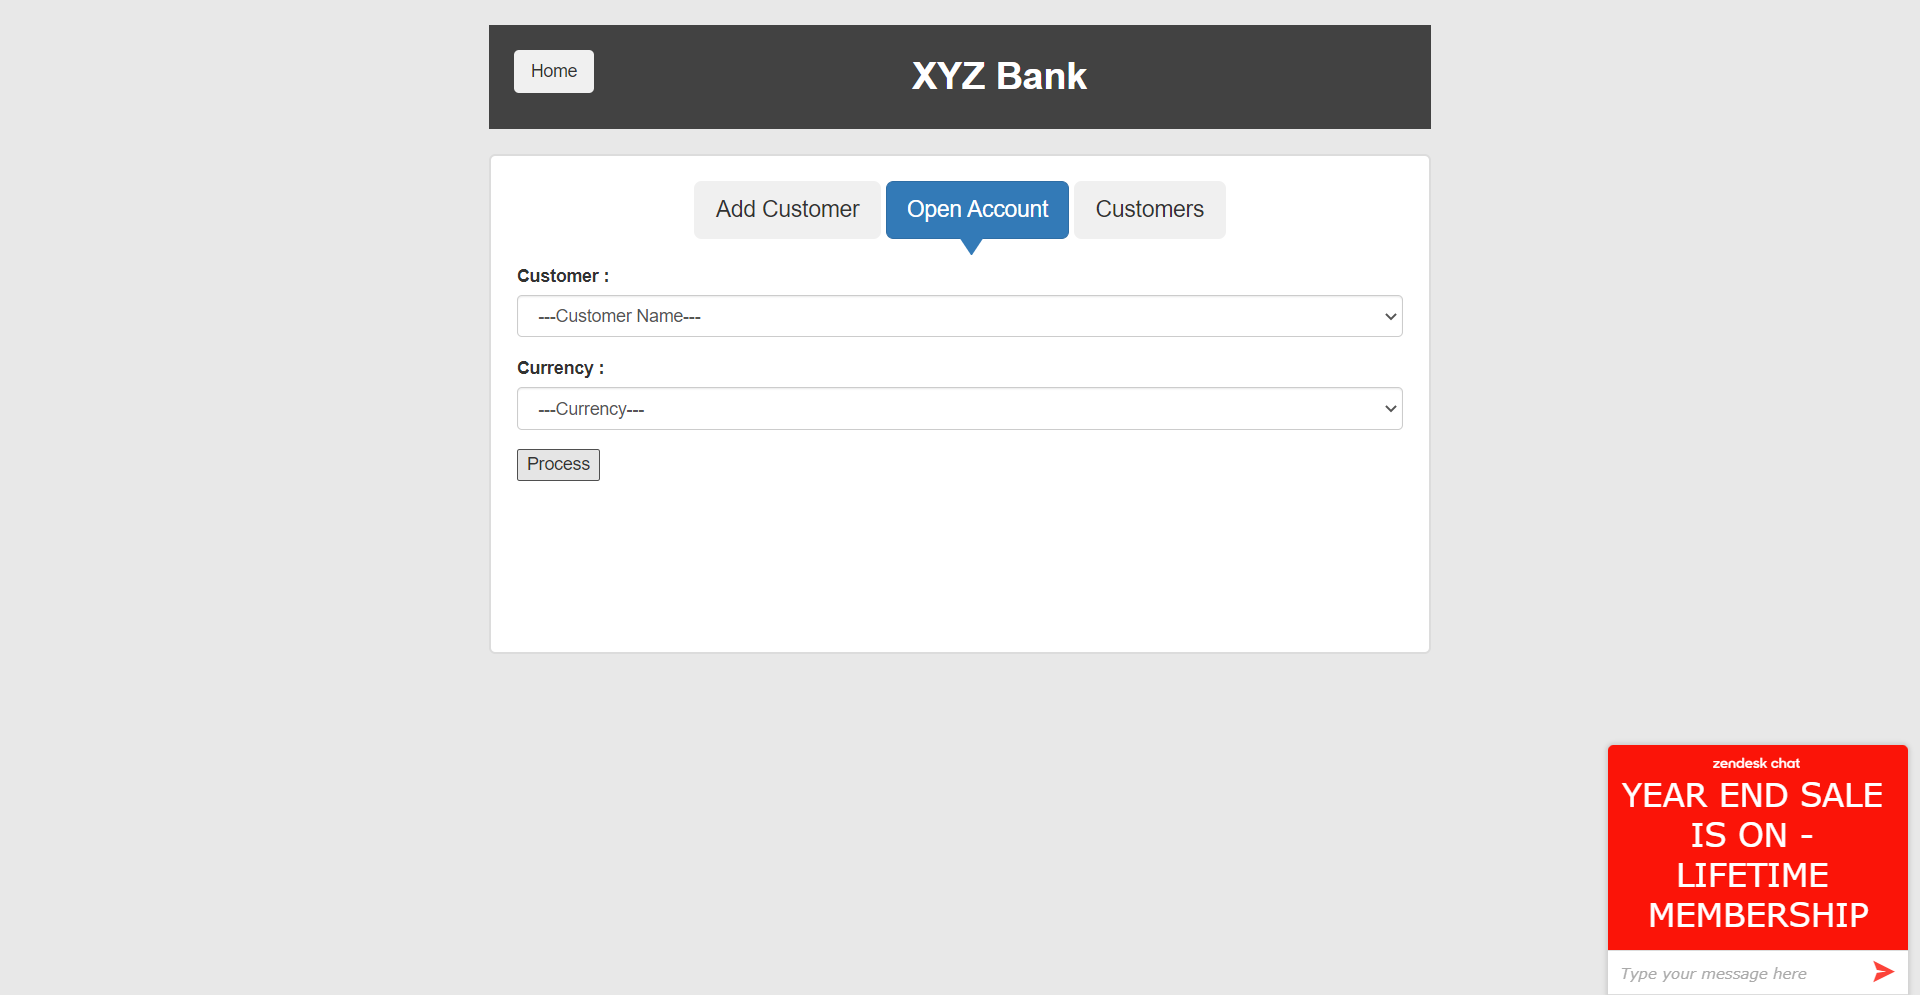 Home
XYZ Bank
Add Customer
Open Account
Customers
Customer :
---Customer Name---
Currency :
---Currency---
Process
zendesk chat
YEAR END SALE
IS ON -
LIFETIME
MEMBERSHIP
Type your message here